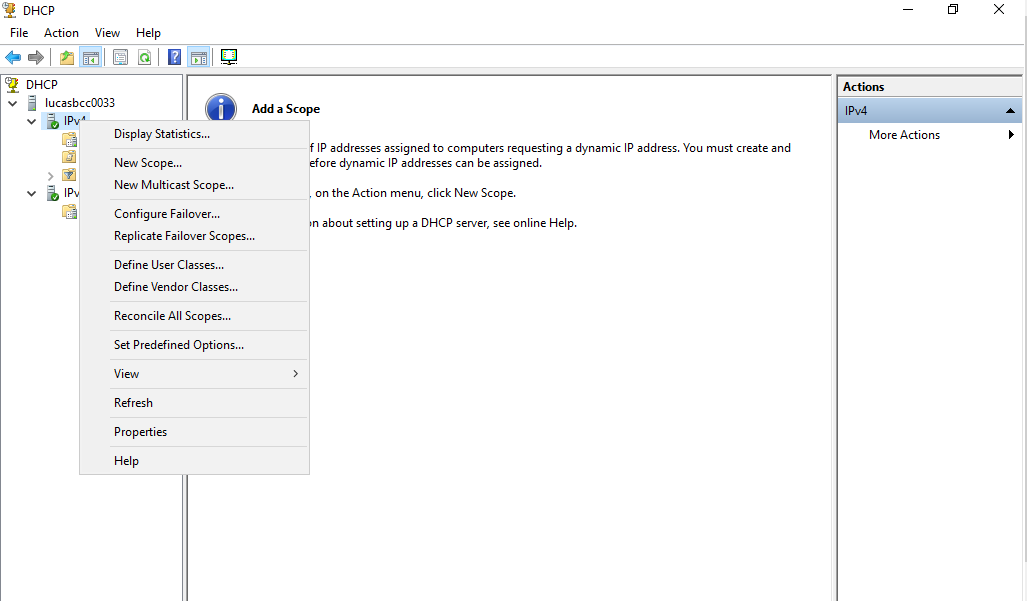 DHCP
File Action View Help
DHCP
lucasbcc0033
IPv4
IPv
Display Statistics...
New Scope...
New Multicast Scope...
Configure Failover...
Replicate Failover Scopes...
Define User Classes...
Define Vendor Classes...
Reconcile All Scopes...
Set Predefined Options...
View
Refresh
Properties
Help
Add a Scope
f IP addresses assigned to computers requesting a dynamic IP address. You must create and
efore dynamic IP addresses can be assigned.
, on the Action menu, click New Scope.
n about setting up a DHCP server, see online Help.
Actions
IPv4
More Actions